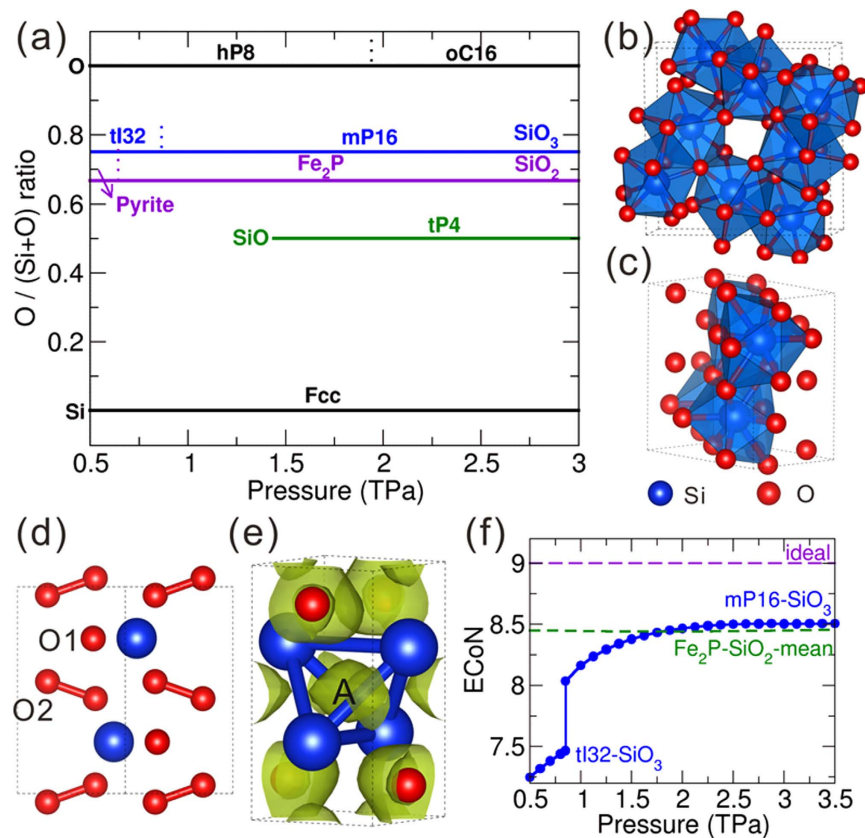 (a)
hP8 oC16
O
1
0.8
tI32 mP16 SiO₃
Fe₂P SiO₂
Pyrite
0.6
SiO tP4
0.4
0.2
Fcc
Si
0
0.5 1 1.5 2 2.5 3
Pressure (TPa)
O / (Si+O) ratio
(b)
(c)
Si O
(d)
O1
O2
(e)
A
(f)
9
ideal
mP16-SiO₃
8.5
Fe₂P-SiO₂-mean
8
7.5
tI32-SiO₃
0.5 1 1.5 2 2.5 3 3.5
Pressure (TPa)
ECoN